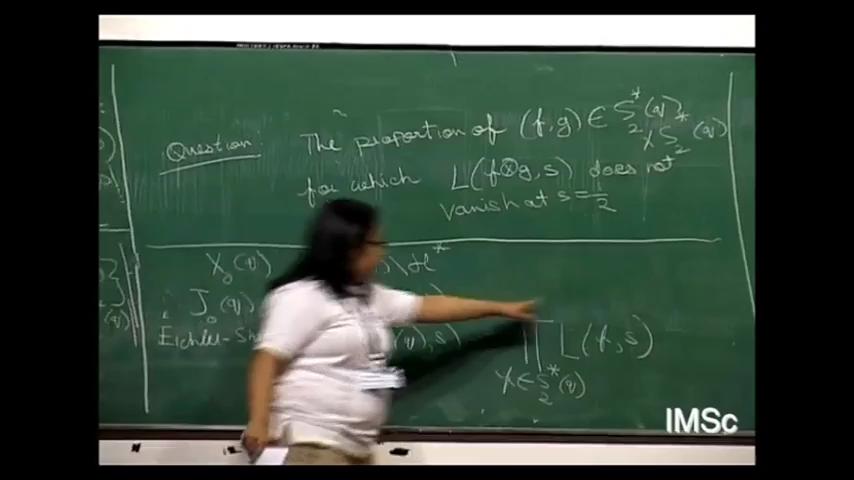 Question: The proportion of (f,g) ∈ S₂*(q) × S₂*(q)
for which L(f⊗g,s) does not
vanish at s = 1/2
X₀(q) \ℋ*
J₀(q)
Eichler-Sh (q),s) ∏ L(f,s)
f ∈ S₂*(q)
IMSc